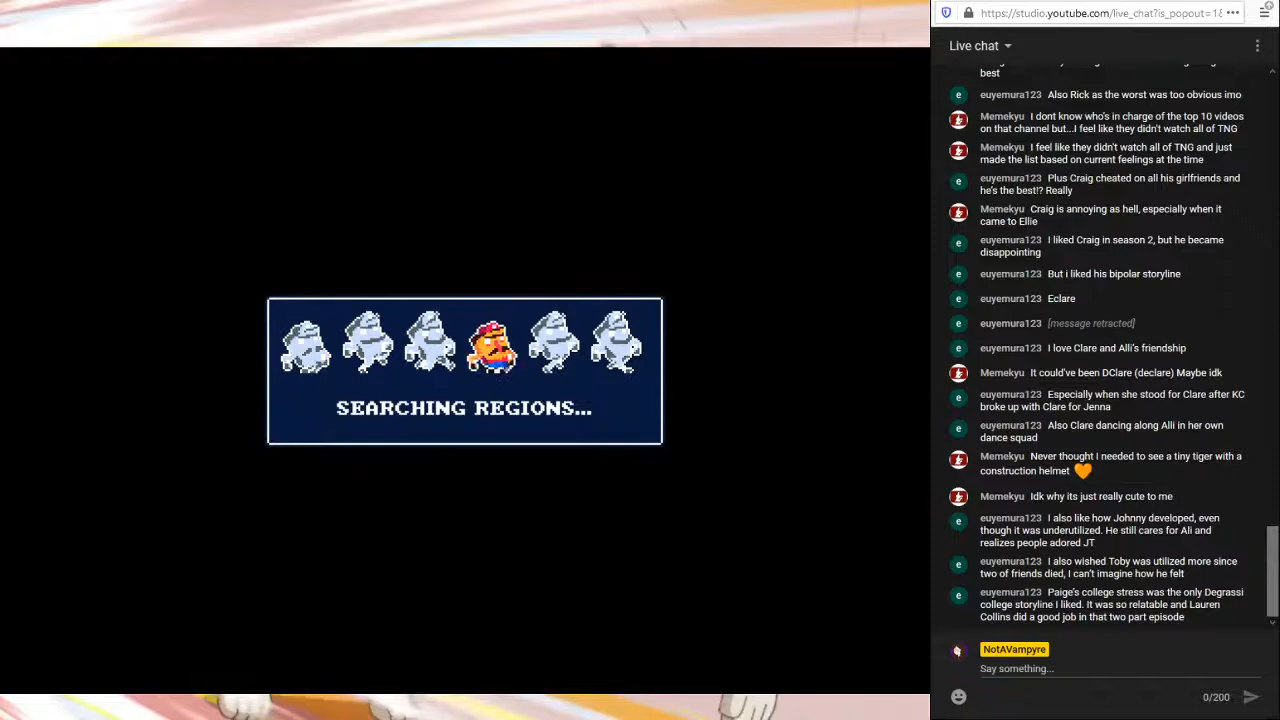 SEARCHING REGIONS...
https://studio.youtube.com/live_chat?is_popout=1&
Live chat
best
euyemura123 Also Rick as the worst was too obvious imo
Memekyu I dont know who's in charge of the top 10 videos
on that channel but...I feel like they didn't watch all of TNG
Memekyu I feel like they didn't watch all of TNG and just
made the list based on current feelings at the time
euyemura123 Plus Craig cheated on all his girlfriends and
he's the best!? Really
Memekyu Craig is annoying as hell, especially when it
came to Ellie
euyemura123 I liked Craig in season 2, but he became
disappointing
euyemura123 But i liked his bipolar storyline
euyemura123 Eclare
euyemura123 [message retracted]
euyemura123 I love Clare and Alli's friendship
Memekyu It could've been DClare (declare) Maybe idk
euyemura123 Especially when she stood for Clare after KC
broke up with Clare for Jenna
euyemura123 Also Clare dancing along Alli in her own
dance squad
Memekyu Never thought I needed to see a tiny tiger with a
construction helmet 🧡
Memekyu Idk why its just really cute to me
euyemura123 I also like how Johnny developed, even
though it was underutilized. He still cares for Ali and
realizes people adored JT
euyemura123 I also wished Toby was utilized more since
two of friends died, I can't imagine how he felt
euyemura123 Paige's college stress was the only Degrassi
college storyline I liked. It was so relatable and Lauren
Collins did a good job in that two part episode
NotAVampyre
Say something...
0/200